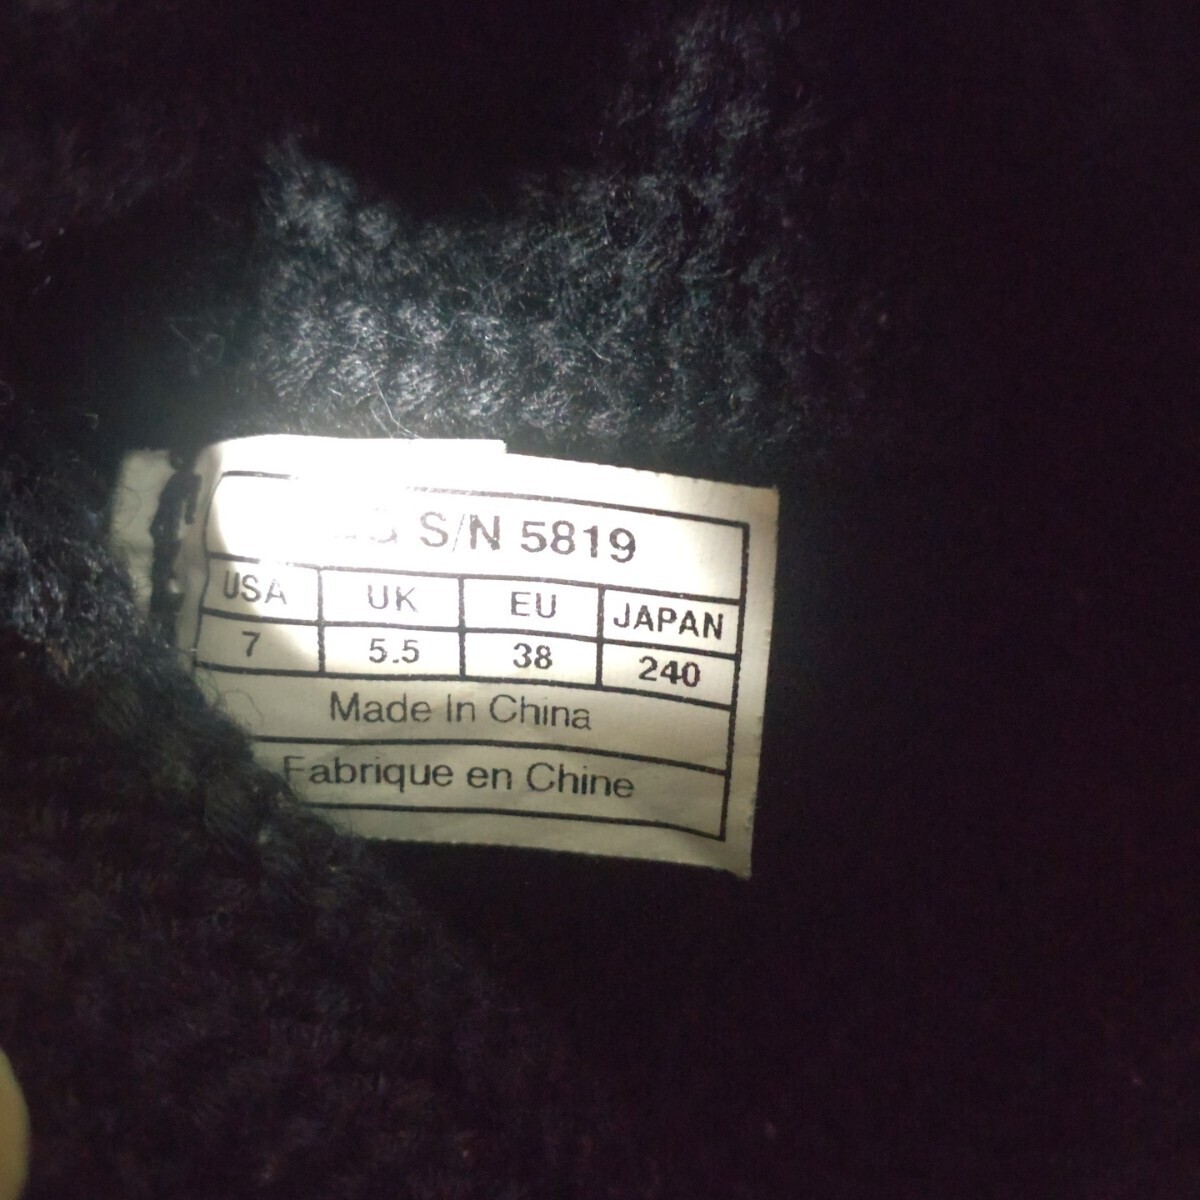 S/N 5819
USA UK EU JAPAN
7 5.5 38 240
Made In China
Fabrique en Chine